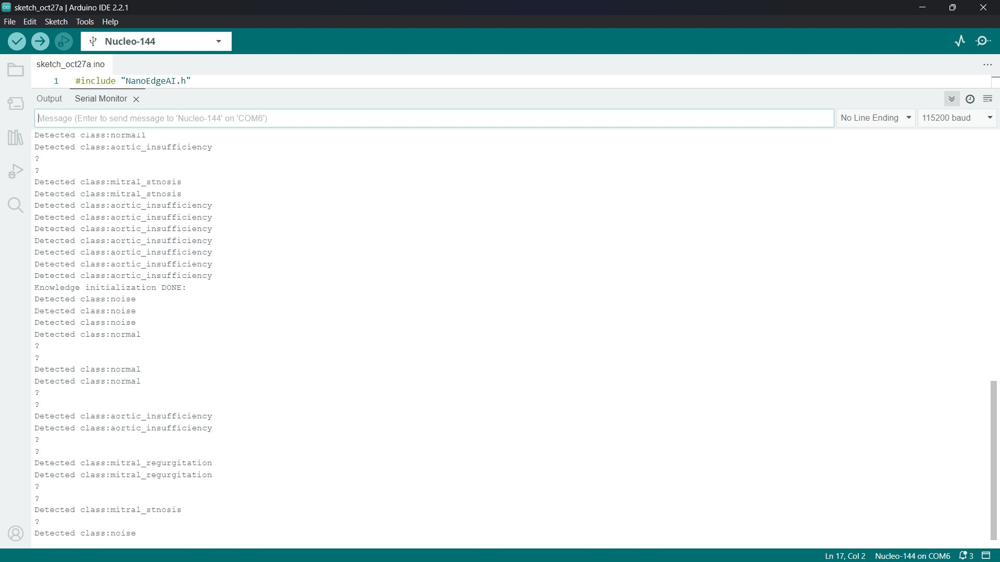 sketch_oct27a | Arduino IDE 2.2.1
File Edit Sketch Tools Help
Nucleo-144
sketch_oct27a.ino
1 #include "NanoEdgeAI.h"
Output Serial Monitor
Message (Enter to send message to 'Nucleo-144' on 'COM6') No Line Ending 115200 baud
Detected class:normall
Detected class:aortic_insufficiency
?
?
Detected class:mitral_stnosis
Detected class:mitral_stnosis
Detected class:aortic_insufficiency
Detected class:aortic_insufficiency
Detected class:aortic_insufficiency
Detected class:aortic_insufficiency
Detected class:aortic_insufficiency
Detected class:aortic_insufficiency
Detected class:aortic_insufficiency
Knowledge initialization DONE:
Detected class:noise
Detected class:noise
Detected class:noise
Detected class:normal
?
?
Detected class:normal
Detected class:normal
?
?
Detected class:aortic_insufficiency
Detected class:aortic_insufficiency
?
?
Detected class:mitral_regurgitation
Detected class:mitral_regurgitation
?
?
Detected class:mitral_stnosis
?
Detected class:noise
Ln 17, Col 2 Nucleo-144 on COM6 3